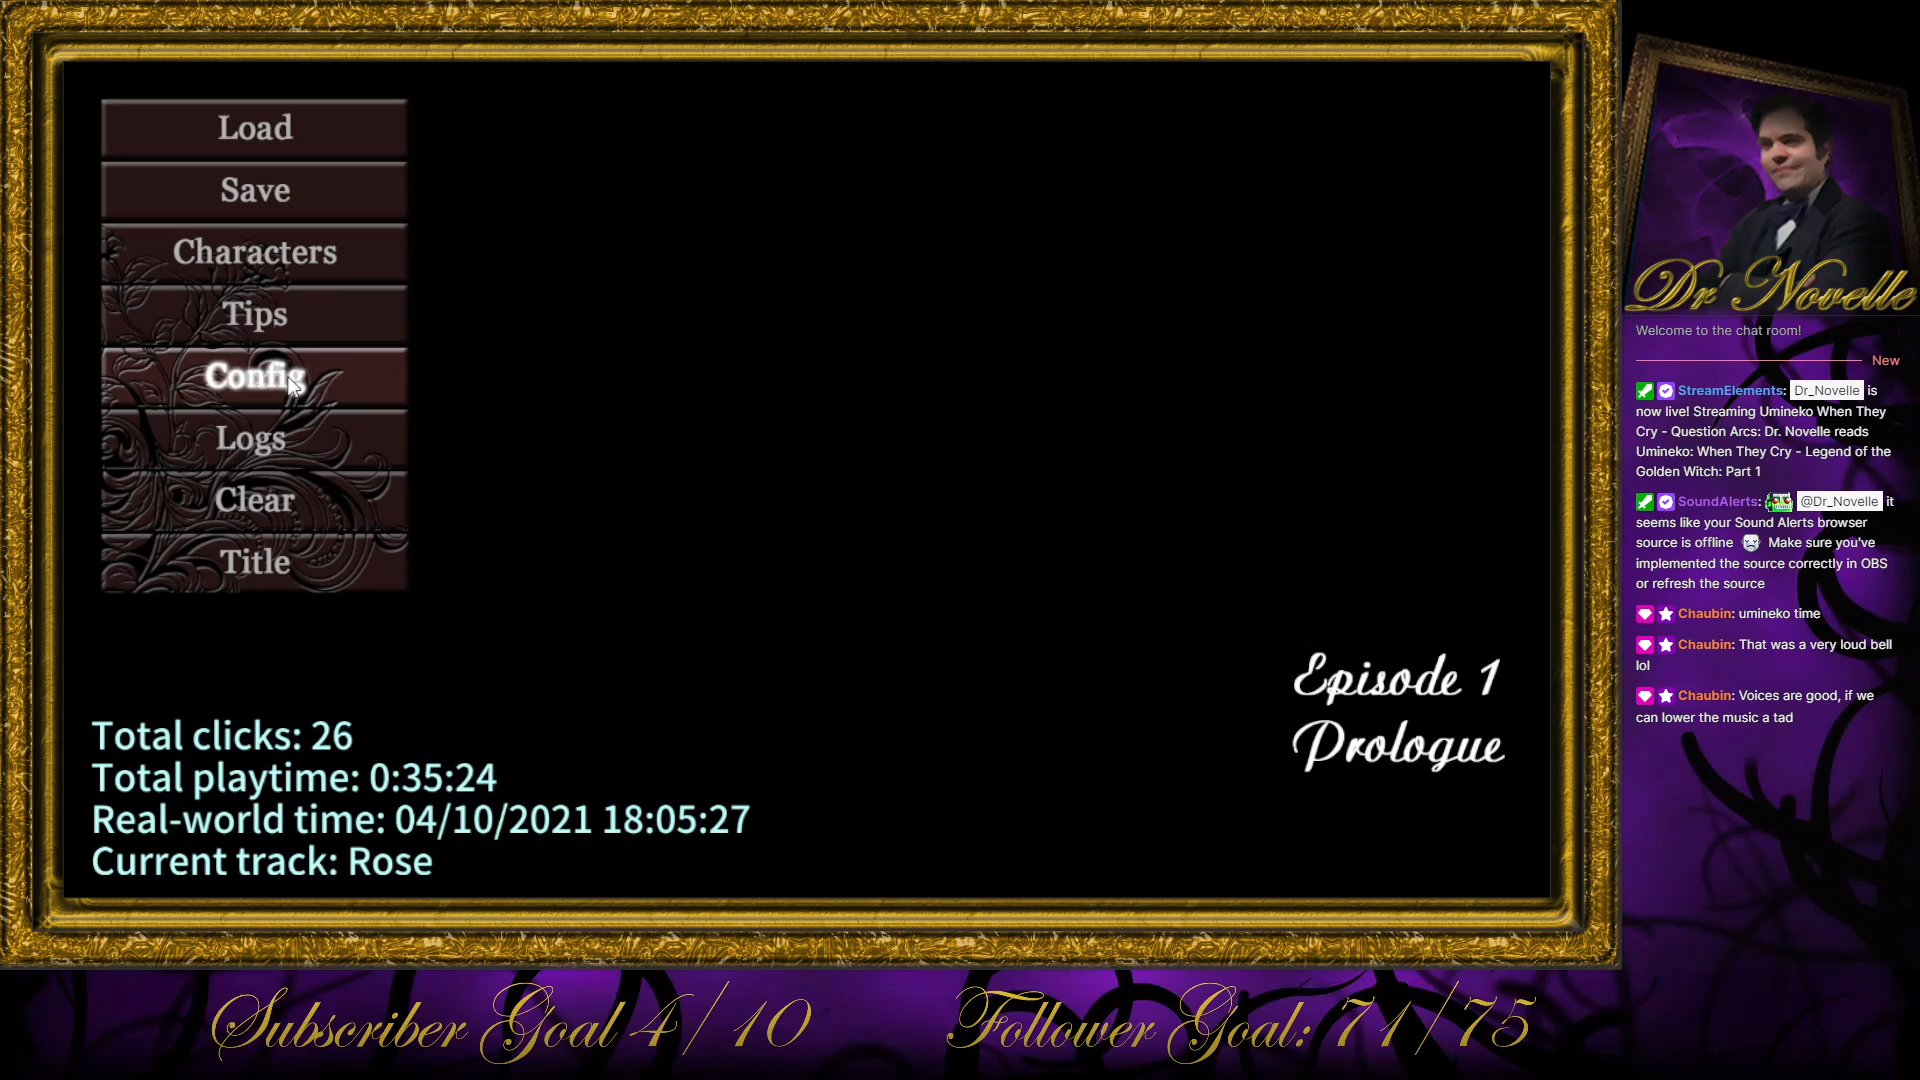 Load
Save
Characters
Tips
Config
Logs
Clear
Title
Episode 1
Prologue
Total clicks: 26
Total playtime: 0:35:24
Real-world time: 04/10/2021 18:05:27
Current track: Rose
Dr Novelle
Welcome to the chat room!
New
StreamElements: Dr_Novelle is
now live! Streaming Umineko When They
Cry - Question Arcs: Dr. Novelle reads
Umineko: When They Cry - Legend of the
Golden Witch: Part 1
SoundAlerts: @Dr_Novelle it
seems like your Sound Alerts browser
source is offline Make sure you've
implemented the source correctly in OBS
or refresh the source
Chaubin: umineko time
Chaubin: That was a very loud bell
lol
Chaubin: Voices are good, if we
can lower the music a tad
Subscriber Goal 4/10
Follower Goal: 71/75